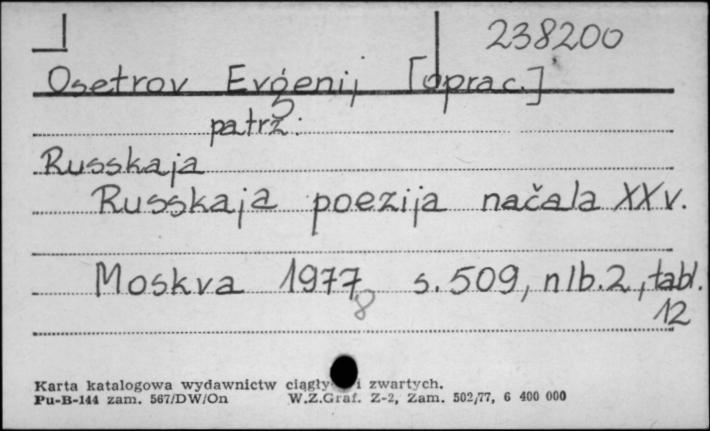 238200
Osetrov Evgenij [oprac.]
patrz:
Russkaja
Russkaja poezija načala XX v.
Moskva 1977 s. 509, nlb. 2, tabl.
8
12
Karta katalogowa wydawnictw i zwartych.
Pu-B-144 zam. 567/DW/On W.Z.Graf. Z-2, Zam. 502/77, 6 400 000